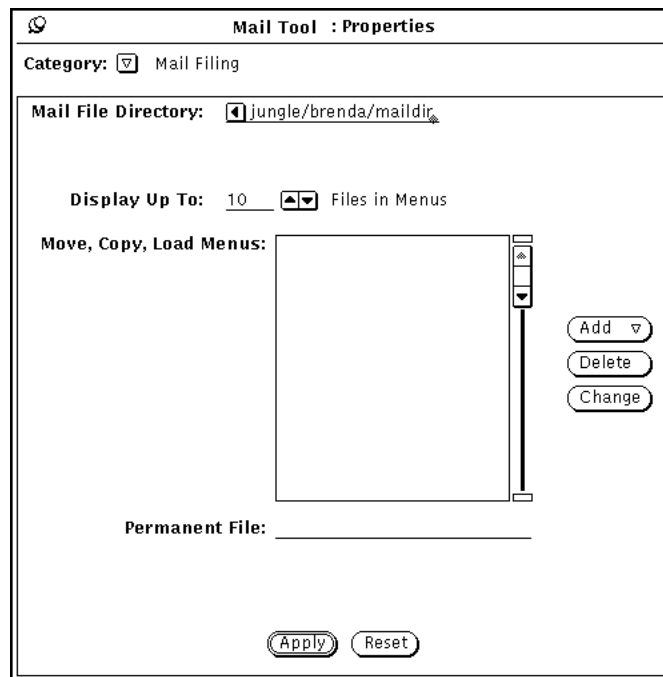 Mail Tool : Properties
Category: Mail Filing
Mail File Directory: jungle/brenda/maildir
Display Up To: 10 Files in Menus
Move, Copy, Load Menus:
Add
Delete
Change
Permanent File:
Apply Reset